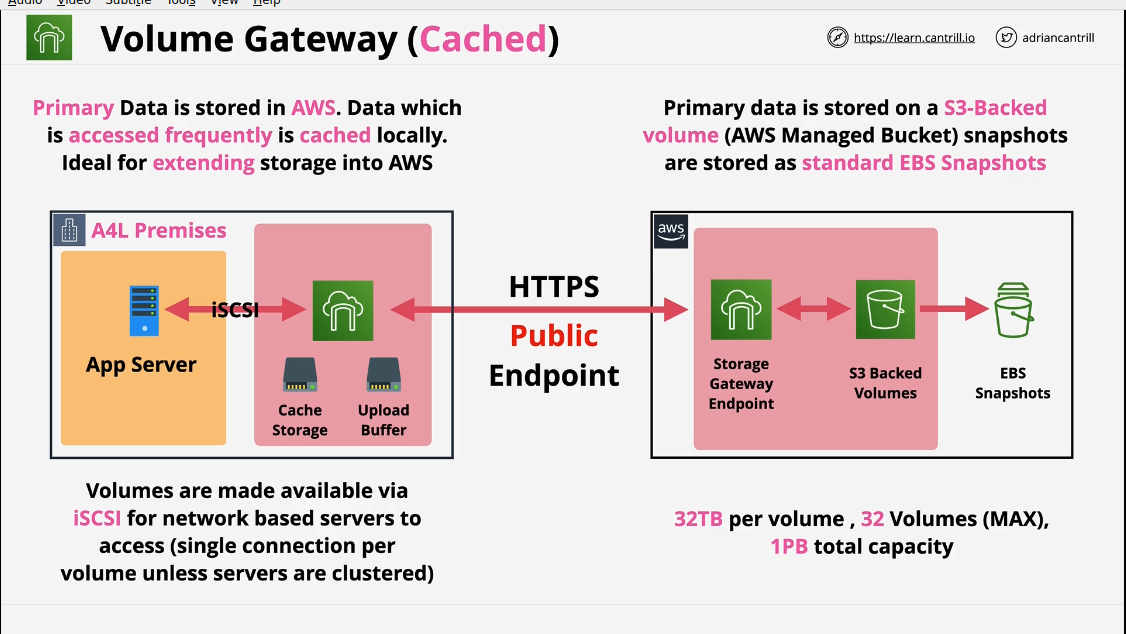 Audio Video Subtitle Tools View Help
Volume Gateway (Cached)
https://learn.cantrill.io
adriancantrill
Primary Data is stored in AWS. Data which
is accessed frequently is cached locally.
Ideal for extending storage into AWS
Primary data is stored on a S3-Backed
volume (AWS Managed Bucket) snapshots
are stored as standard EBS Snapshots
A4L Premises
iSCSI
App Server
Cache
Storage
Upload
Buffer
HTTPS
Public
Endpoint
aws
Storage
Gateway
Endpoint
S3 Backed
Volumes
EBS
Snapshots
Volumes are made available via
iSCSI for network based servers to
access (single connection per
volume unless servers are clustered)
32TB per volume , 32 Volumes (MAX),
1PB total capacity